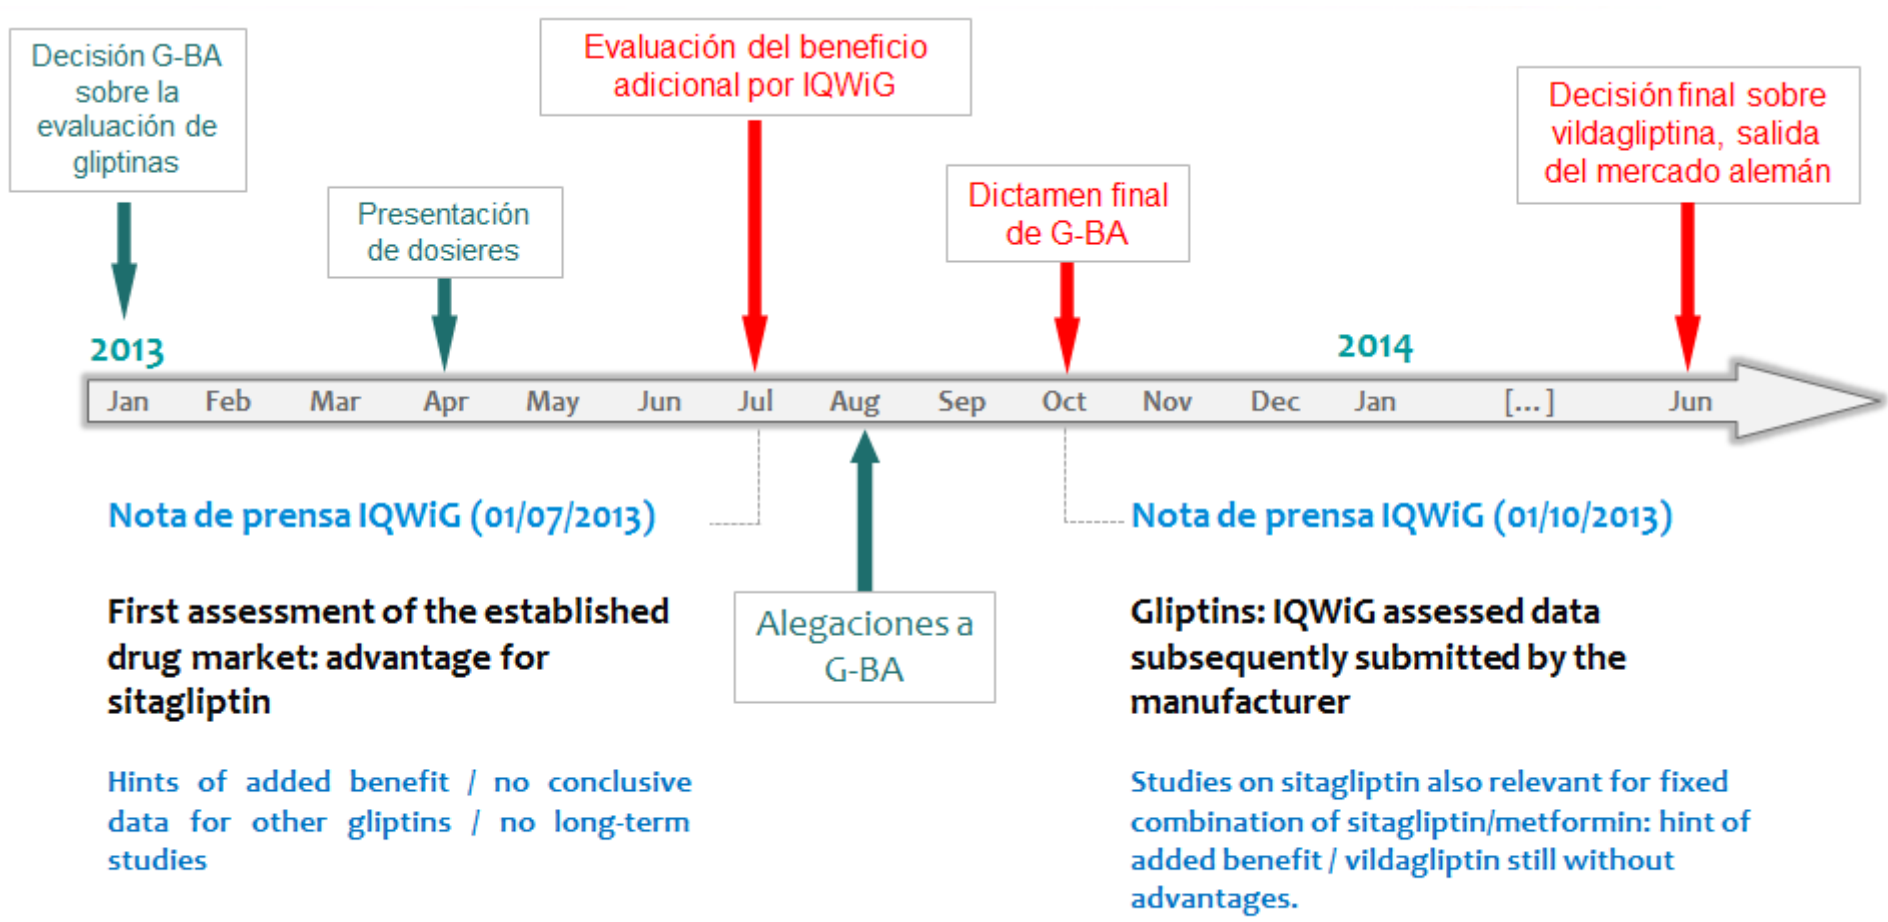 Decisión G-BA
sobre la
evaluación de
gliptinas
Presentación
de dosieres
Evaluación del beneficio
adicional por IQWiG
Dictamen final
de G-BA
Decisión final sobre
vildagliptina, salida
del mercado alemán
2013
2014
Jan Feb Mar Apr May Jun Jul Aug Sep Oct Nov Dec Jan [...] Jun
Nota de prensa IQWiG (01/07/2013)
First assessment of the established
drug market: advantage for
sitagliptin
Hints of added benefit / no conclusive
data for other gliptins / no long-term
studies
Alegaciones a
G-BA
Nota de prensa IQWiG (01/10/2013)
Gliptins: IQWiG assessed data
subsequently submitted by the
manufacturer
Studies on sitagliptin also relevant for fixed
combination of sitagliptin/metformin: hint of
added benefit / vildagliptin still without
advantages.